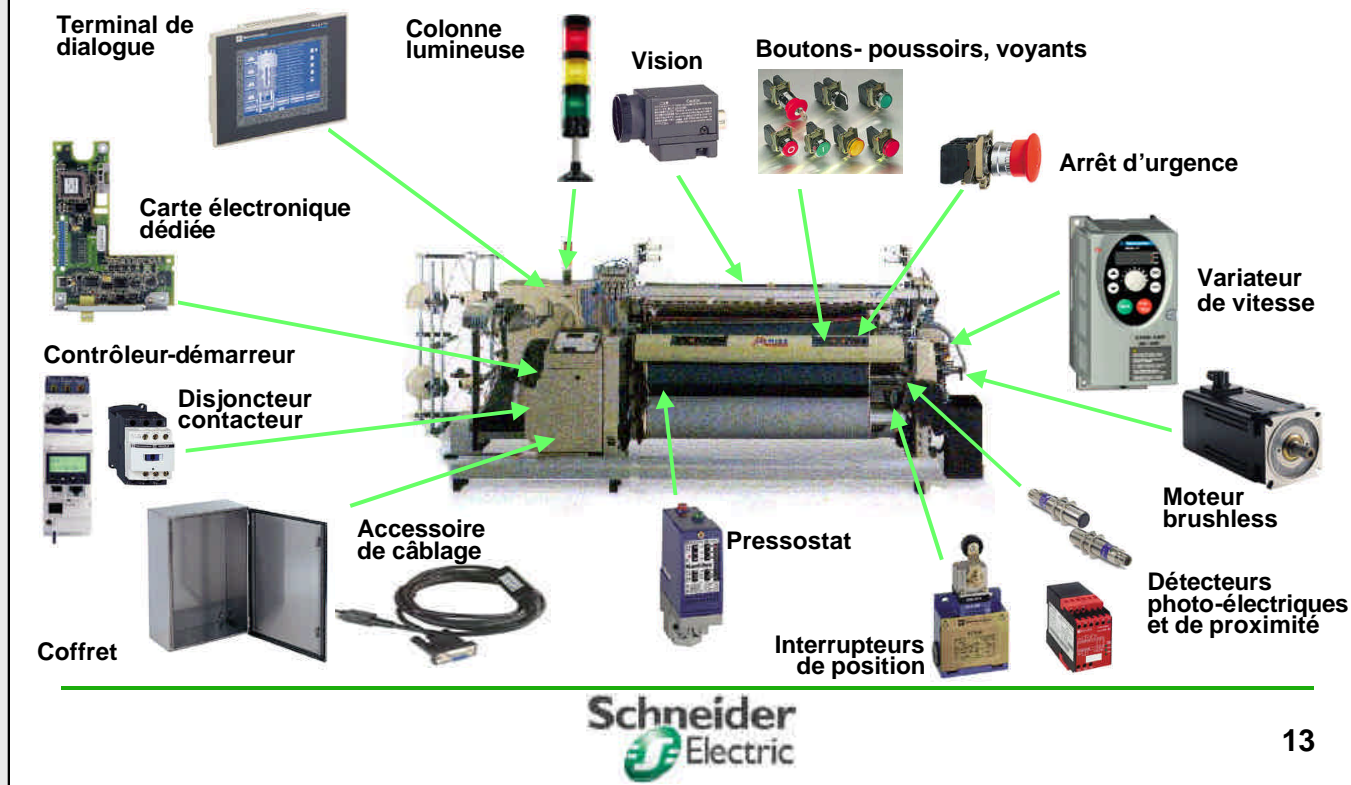 Terminal de
dialogue
Colonne
lumineuse
Vision
Boutons- poussoirs, voyants
Arrêt d'urgence
Carte électronique
dédiée
Variateur
de vitesse
Contrôleur-démarreur
Disjoncteur
contacteur
Moteur
brushless
Accessoire
de câblage
Pressostat
Détecteurs
photo-électriques
et de proximité
Interrupteurs
de position
Coffret
Schneider
Electric
13